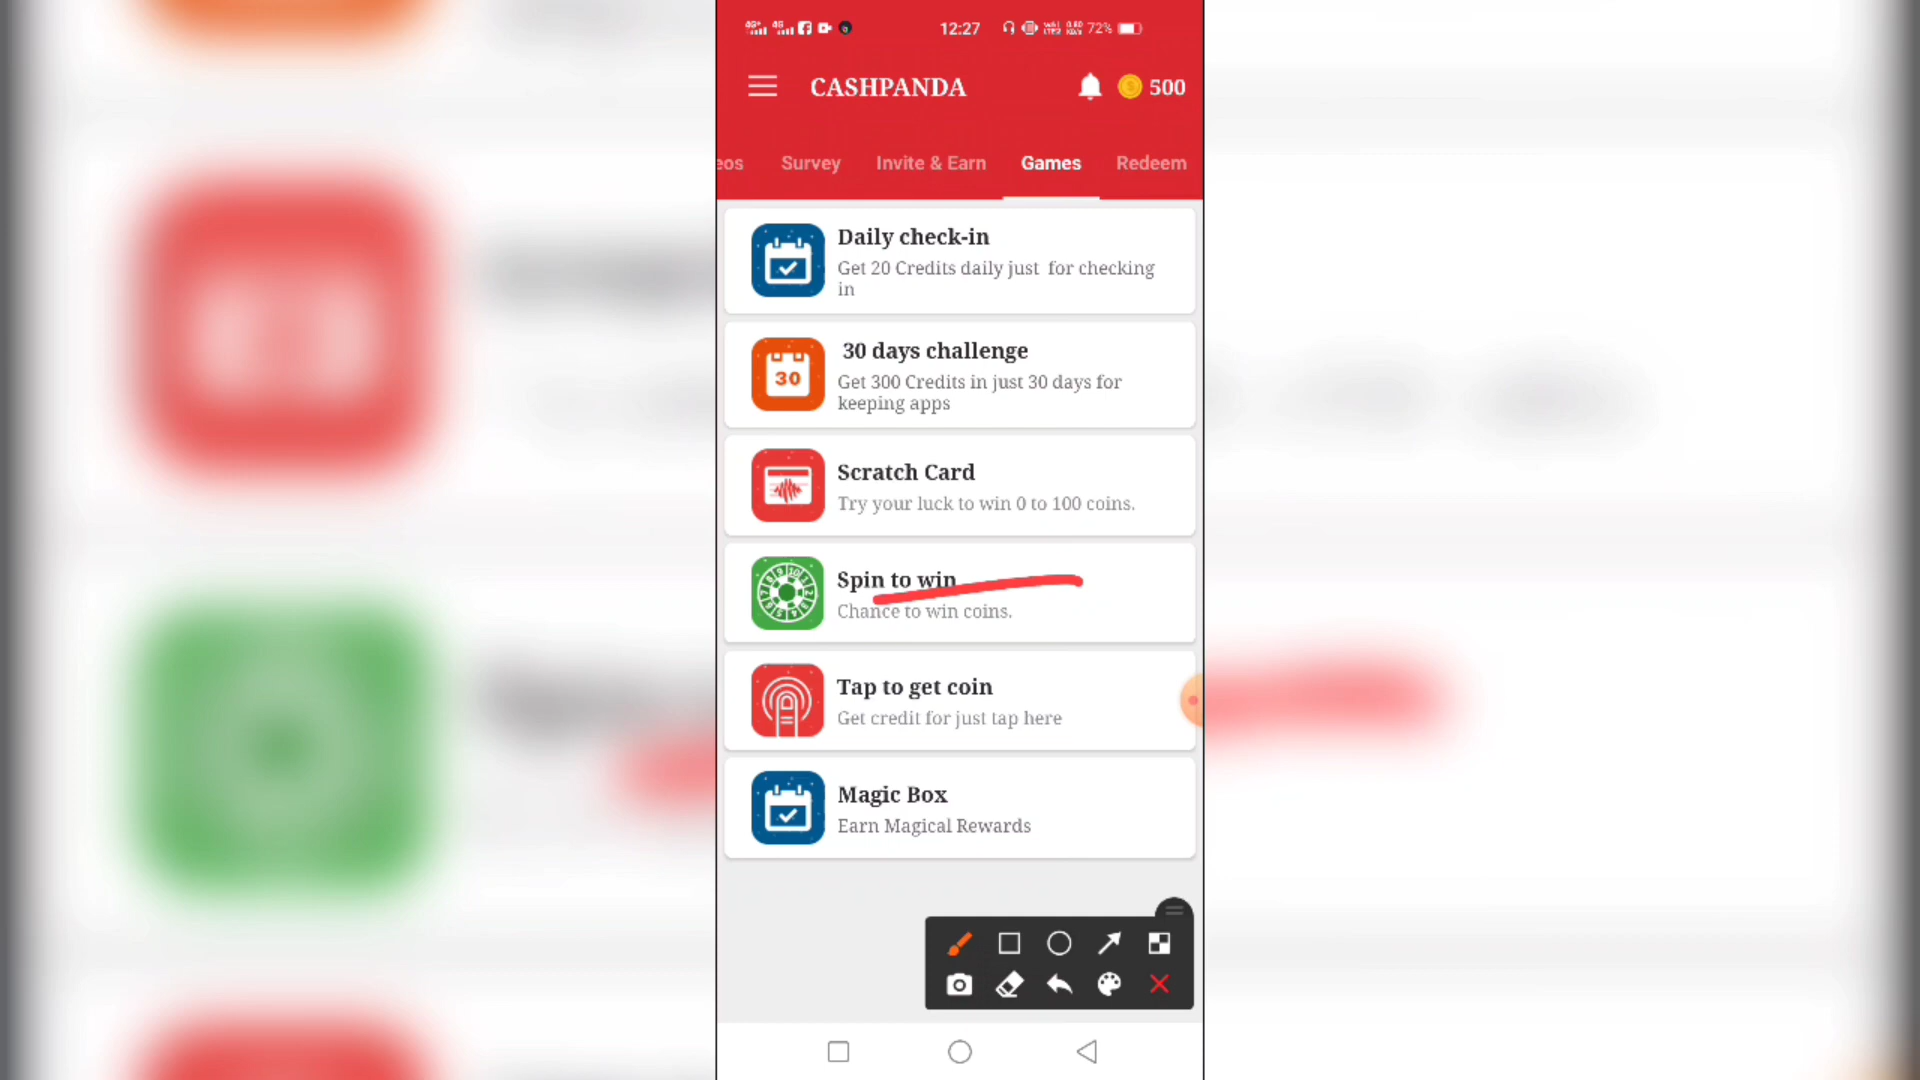 12:27
72%
CASHPANDA
500
eos Survey Invite & Earn Games Redeem
Daily check-in
Get 20 Credits daily just for checking
in
30
30 days challenge
Get 300 Credits in just 30 days for
keeping apps
Scratch Card
Try your luck to win 0 to 100 coins.
Spin to win
Chance to win coins.
Tap to get coin
Get credit for just tap here
Magic Box
Earn Magical Rewards